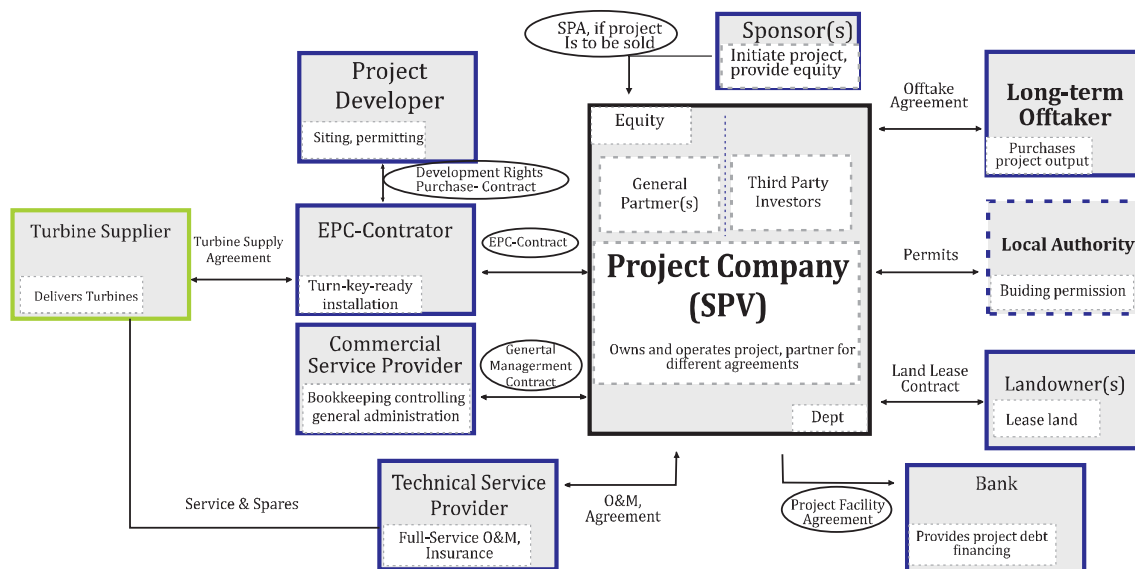 SPA, if project
Is to be sold
Sponsor(s)
Initiate project,
provide equity
Project
Developer
Siting, permitting
Offtake
Agreement
Long-term
Offtaker
Purchases
project output
Equity
General
Partmer(s)
Third Party
Investors
Development Rights
Purchase- Contract
Turbine Supplier
Delivers Turbines
Turbine Supply
Agreement
EPC-Contrator
Turn-key-ready
installation
EPC-Contract
Project Company
(SPV)
Owns and operates project, partner for
different agreements
Dept
Permits
Local Authority
Buiding permission
Commercial
Service Provider
Bookkeeping controlling
general administration
Genertal
Management
Contract
Land Lease
Contract
Landowner(s)
Lease land
Service & Spares
Technical Service
Provider
Full-Service O&M,
Insurance
O&M,
Agreement
Project Facility
Agreement
Bank
Provides project debt
financing